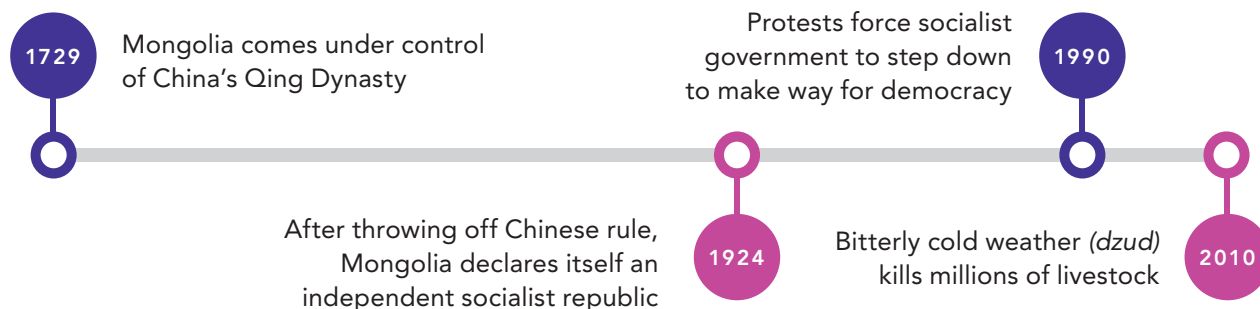 1729
Mongolia comes under control
of China's Qing Dynasty
After throwing off Chinese rule,
Mongolia declares itself an
independent socialist republic
1924
Protests force socialist
government to step down
to make way for democracy
1990
Bitterly cold weather (dzud)
kills millions of livestock
2010